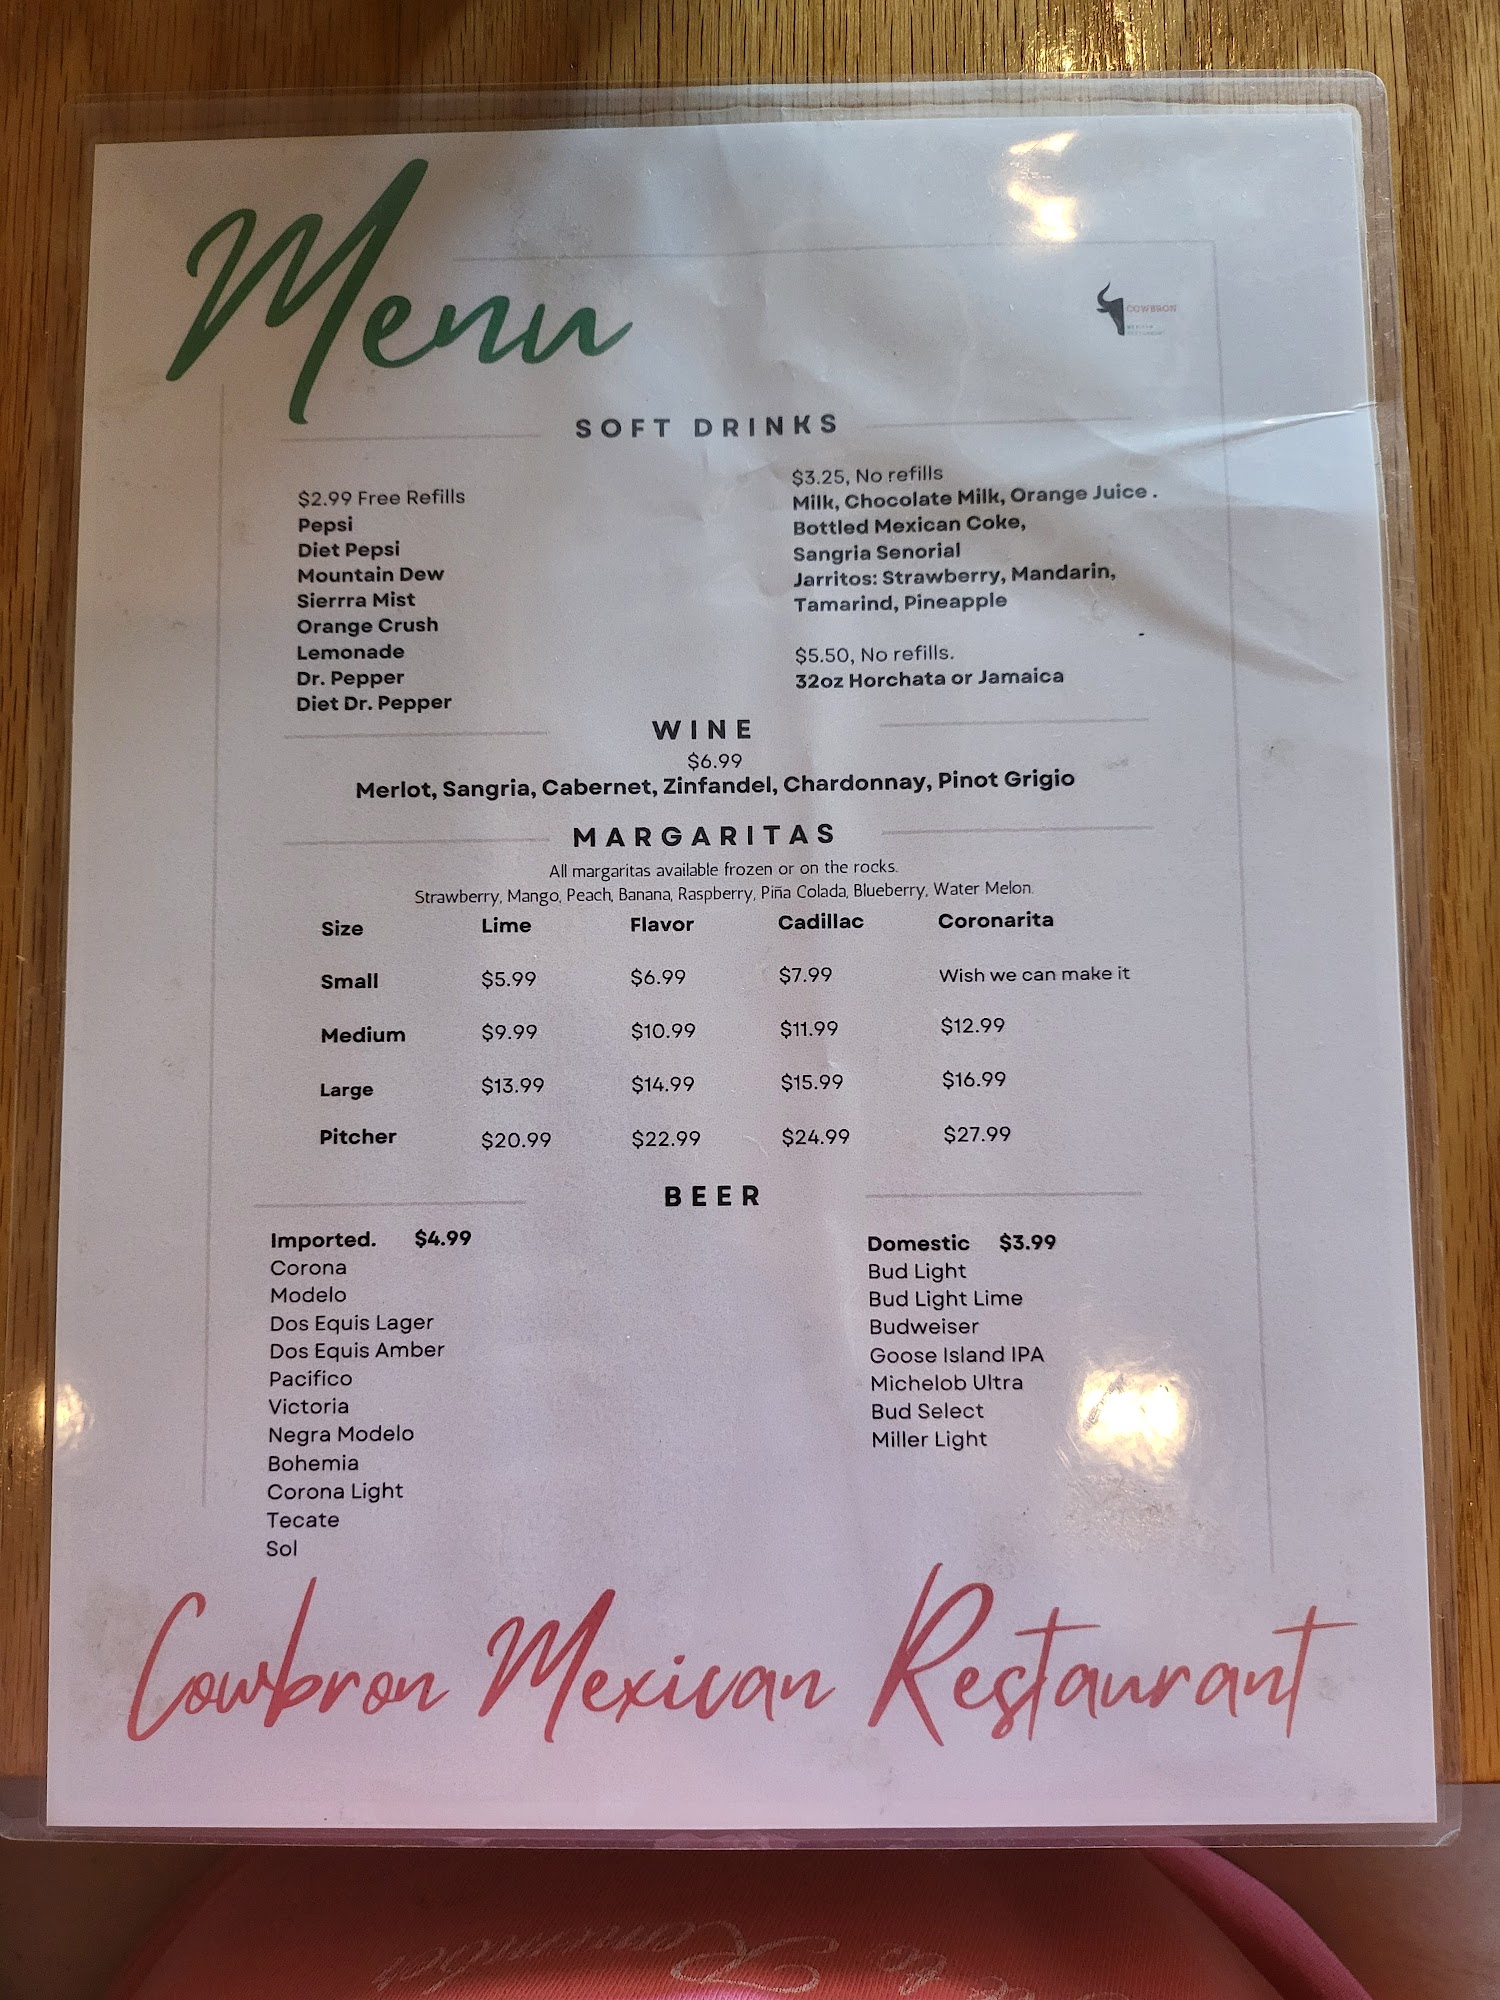 Menu
COWBRON
MEXICAN
RESTAURANT
SOFT DRINKS
$2.99 Free Refills
Pepsi
Diet Pepsi
Mountain Dew
Sierrra Mist
Orange Crush
Lemonade
Dr. Pepper
Diet Dr. Pepper
$3.25, No refills
Milk, Chocolate Milk, Orange Juice .
Bottled Mexican Coke,
Sangria Senorial
Jarritos: Strawberry, Mandarin,
Tamarind, Pineapple
$5.50, No refills.
32oz Horchata or Jamaica
WINE
$6.99
Merlot, Sangria, Cabernet, Zinfandel, Chardonnay, Pinot Grigio
MARGARITAS
All margaritas available frozen or on the rocks.
Strawberry, Mango, Peach, Banana, Raspberry, Piña Colada, Blueberry, Water Melon.
Size Lime Flavor Cadillac Coronarita
Small $5.99 $6.99 $7.99 Wish we can make it
Medium $9.99 $10.99 $11.99 $12.99
Large $13.99 $14.99 $15.99 $16.99
Pitcher $20.99 $22.99 $24.99 $27.99
BEER
Imported. $4.99
Corona
Modelo
Dos Equis Lager
Dos Equis Amber
Pacifico
Victoria
Negra Modelo
Bohemia
Corona Light
Tecate
Sol
Domestic $3.99
Bud Light
Bud Light Lime
Budweiser
Goose Island IPA
Michelob Ultra
Bud Select
Miller Light
Cowbron Mexican Restaurant